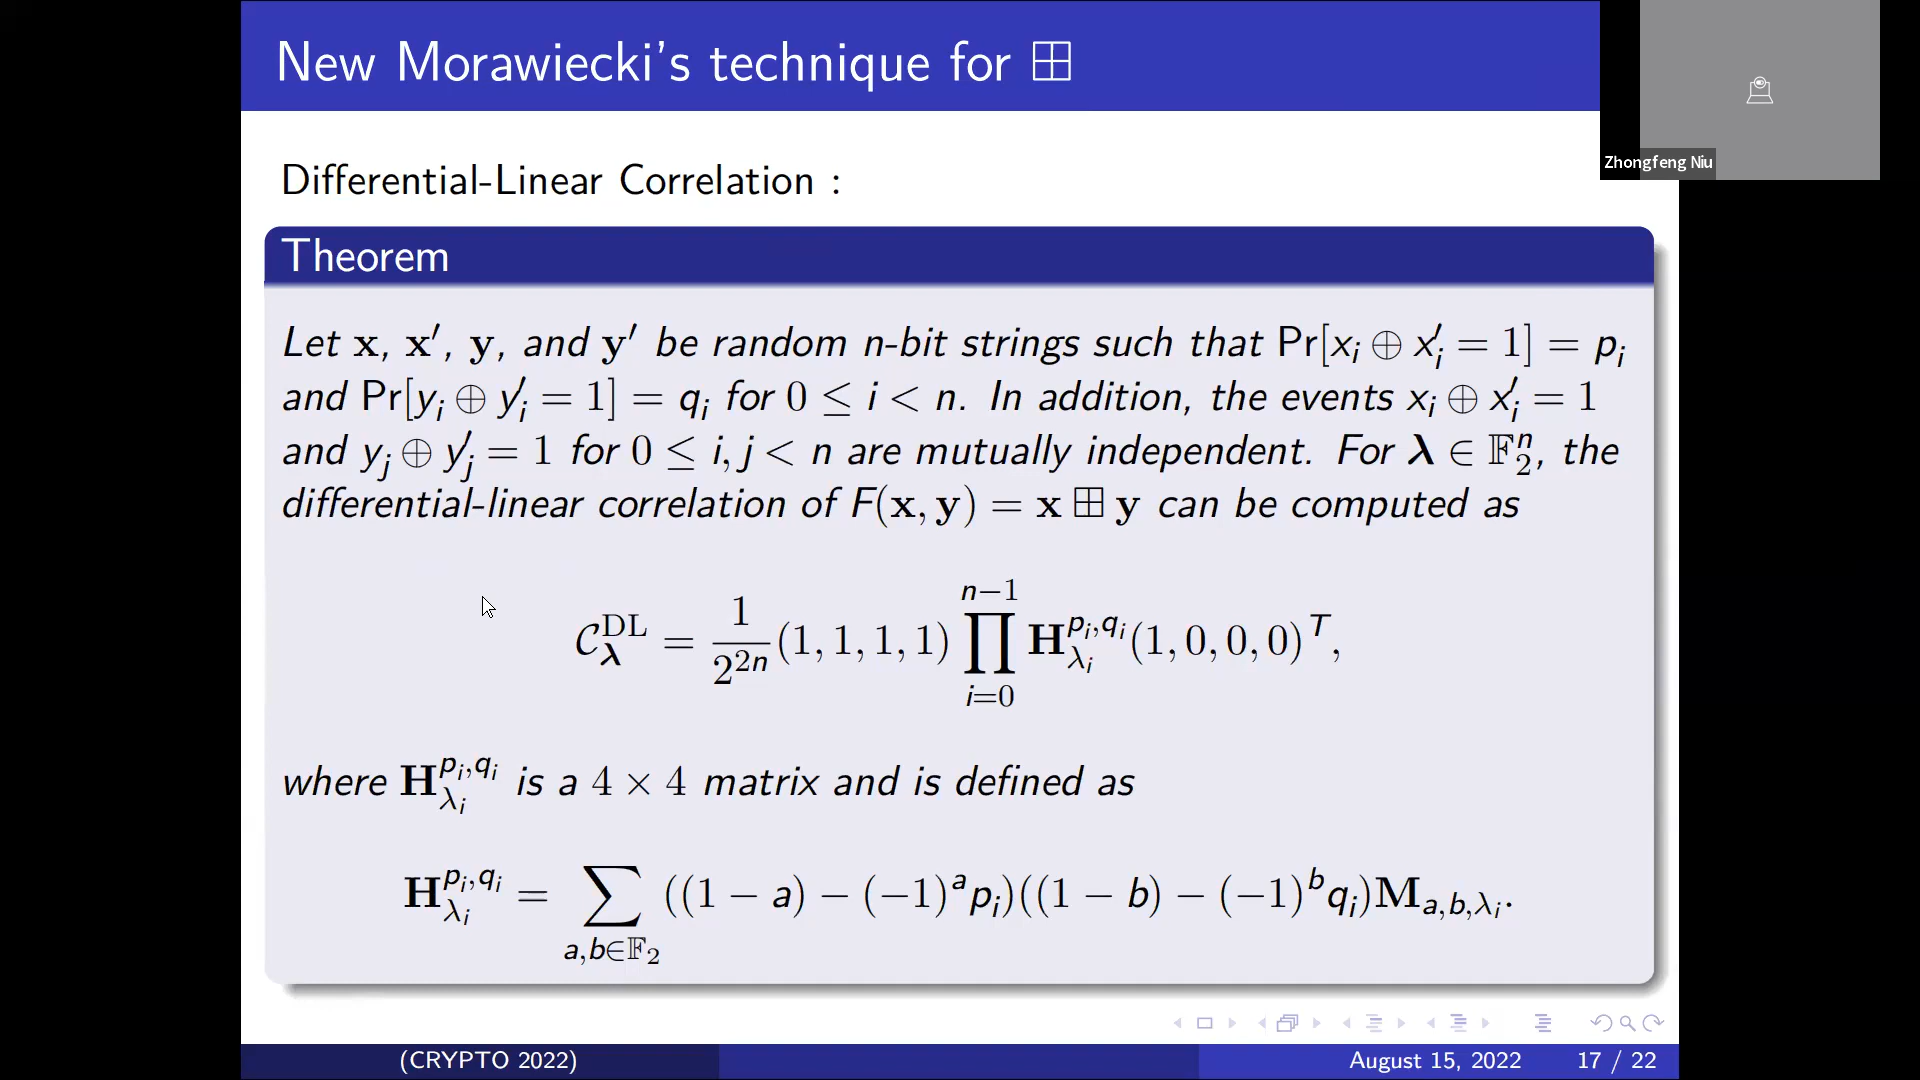 New Morawiecki's technique for ⊞
Zhongfeng Niu
Differential-Linear Correlation :
Theorem
Let x, x′, y, and y′ be random n-bit strings such that Pr[x_i ⊕ x′_i = 1] = p_i
and Pr[y_i ⊕ y′_i = 1] = q_i for 0 ≤ i < n. In addition, the events x_i ⊕ x′_i = 1
and y_j ⊕ y′_j = 1 for 0 ≤ i, j < n are mutually independent. For λ ∈ 𝔽_2^n, the
differential-linear correlation of F(x, y) = x ⊞ y can be computed as
C_λ^DL = \frac{1}{2^{2n}} (1, 1, 1, 1) ∏_{i=0}^{n−1} H_{λ_i}^{p_i,q_i} (1, 0, 0, 0)^T,
where H_{λ_i}^{p_i,q_i} is a 4 × 4 matrix and is defined as
H_{λ_i}^{p_i,q_i} = ∑_{a,b∈𝔽_2} ((1 − a) − (−1)^a p_i)((1 − b) − (−1)^b q_i)M_{a,b,λ_i}.
(CRYPTO 2022)
August 15, 2022
17 / 22